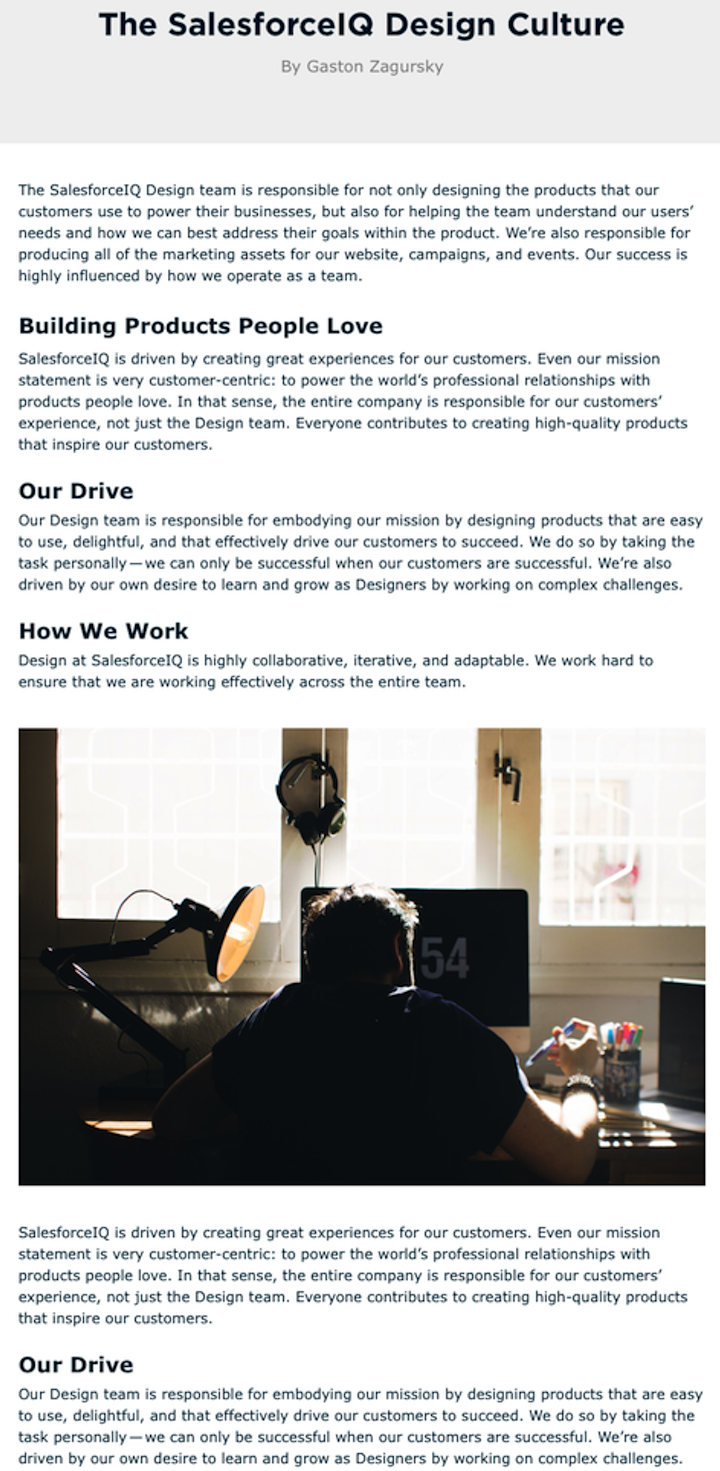 The SalesforceIQ Design Culture
By Gaston Zagursky
The SalesforceIQ Design team is responsible for not only designing the products that our
customers use to power their businesses, but also for helping the team understand our users’
needs and how we can best address their goals within the product. We’re also responsible for
producing all of the marketing assets for our website, campaigns, and events. Our success is
highly influenced by how we operate as a team.
Building Products People Love
SalesforceIQ is driven by creating great experiences for our customers. Even our mission
statement is very customer-centric: to power the world’s professional relationships with
products people love. In that sense, the entire company is responsible for our customers’
experience, not just the Design team. Everyone contributes to creating high-quality products
that inspire our customers.
Our Drive
Our Design team is responsible for embodying our mission by designing products that are easy
to use, delightful, and that effectively drive our customers to succeed. We do so by taking the
task personally — we can only be successful when our customers are successful. We’re also
driven by our own desire to learn and grow as Designers by working on complex challenges.
How We Work
Design at SalesforceIQ is highly collaborative, iterative, and adaptable. We work hard to
ensure that we are working effectively across the entire team.
54
SalesforceIQ is driven by creating great experiences for our customers. Even our mission
statement is very customer-centric: to power the world’s professional relationships with
products people love. In that sense, the entire company is responsible for our customers’
experience, not just the Design team. Everyone contributes to creating high-quality products
that inspire our customers.
Our Drive
Our Design team is responsible for embodying our mission by designing products that are easy
to use, delightful, and that effectively drive our customers to succeed. We do so by taking the
task personally — we can only be successful when our customers are successful. We’re also
driven by our own desire to learn and grow as Designers by working on complex challenges.